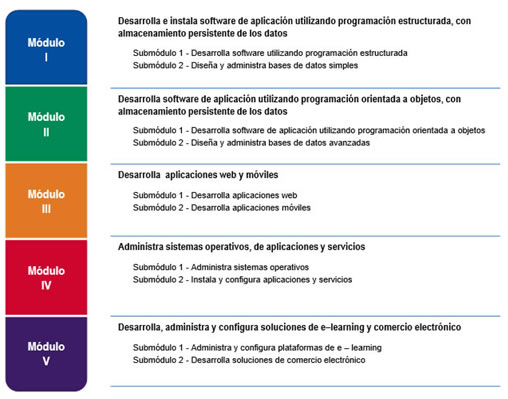 Módulo
I
Desarrolla e instala software de aplicación utilizando programación estructurada, con
almacenamiento persistente de los datos
Submódulo 1 - Desarrolla software utilizando programación estructurada
Submódulo 2 - Diseña y administra bases de datos simples
Módulo
II
Desarrolla software de aplicación utilizando programación orientada a objetos, con
almacenamiento persistente de los datos
Submódulo 1 - Desarrolla software de aplicación utilizando programación orientada a objetos
Submódulo 2 - Diseña y administra bases de datos avanzadas
Módulo
III
Desarrolla aplicaciones web y móviles
Submódulo 1 - Desarrolla aplicaciones web
Submódulo 2 - Desarrolla aplicaciones móviles
Módulo
IV
Administra sistemas operativos, de aplicaciones y servicios
Submódulo 1 - Administra sistemas operativos
Submódulo 2 - Instala y configura aplicaciones y servicios
Módulo
V
Desarrolla, administra y configura soluciones de e–learning y comercio electrónico
Submódulo 1 - Administra y configura plataformas de e – learning
Submódulo 2 - Desarrolla soluciones de comercio electrónico